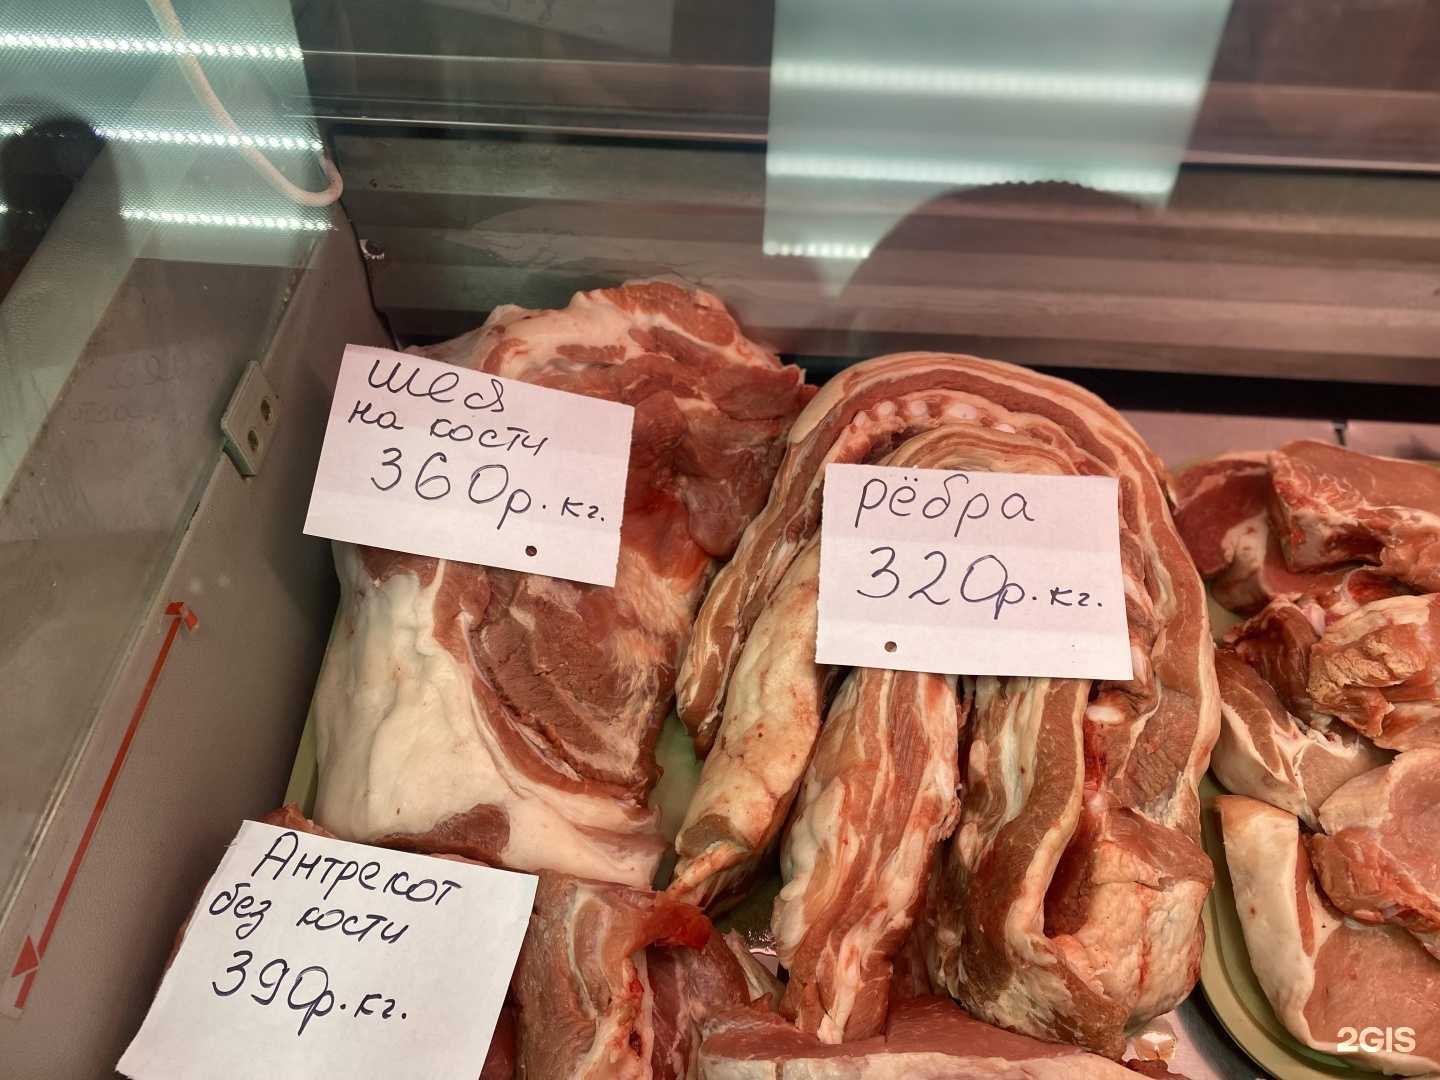 шея
на кости
360р. кг.
рёбра
320р. кг.
Антрекот
без кости
390р. кг.
2GIS